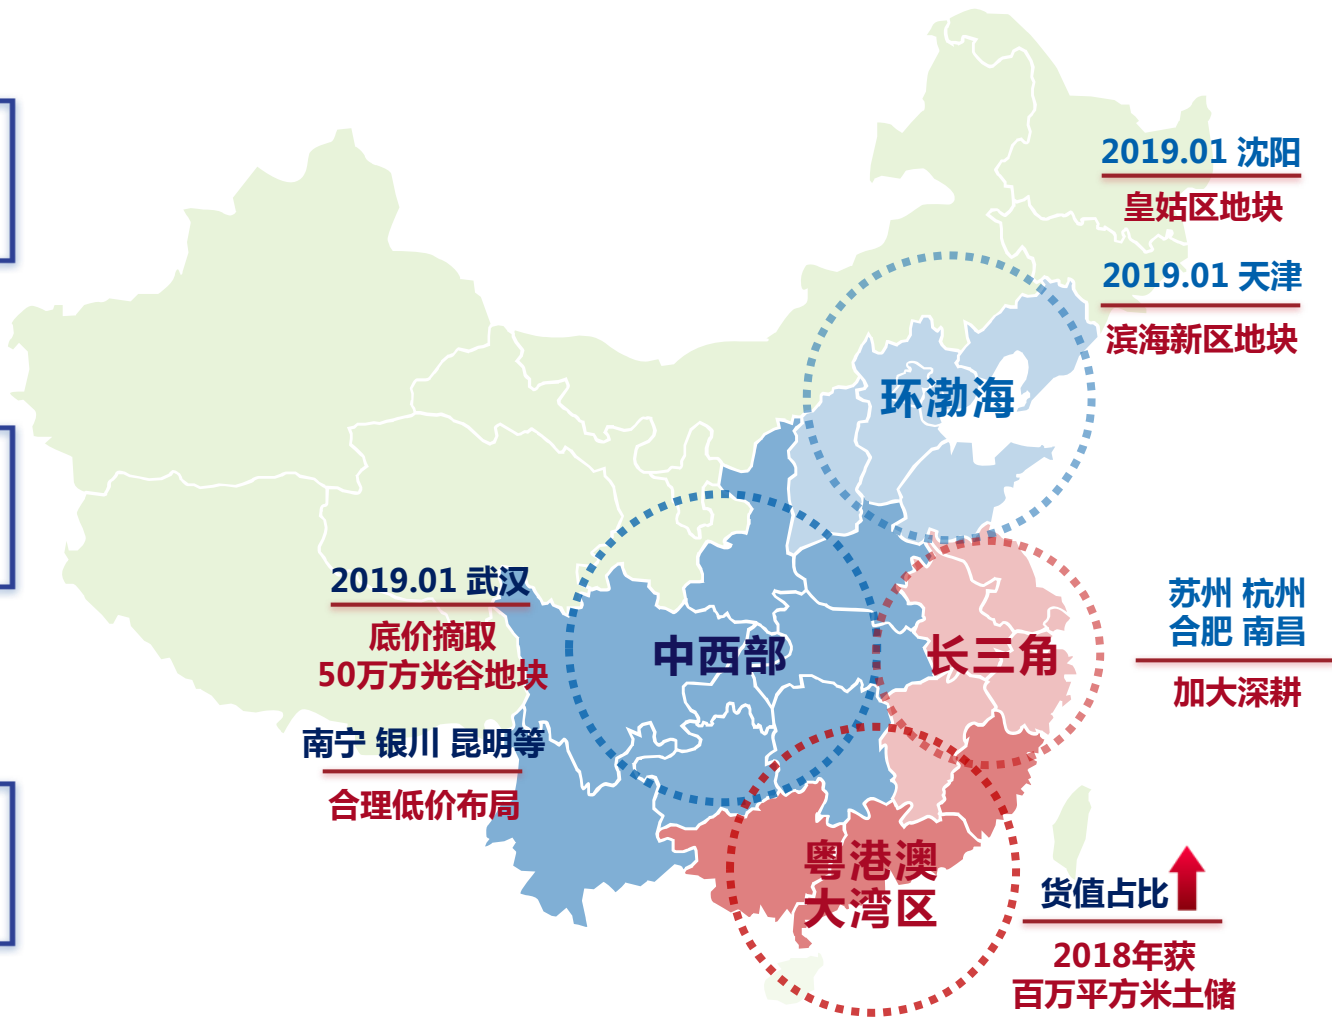 2019.01 沈阳
皇姑区地块
2019.01 天津
滨海新区地块
环渤海
2019.01 武汉
底价摘取
50万方光谷地块
中西部
长三角
苏州 杭州
合肥 南昌
加大深耕
南宁 银川 昆明等
合理低价布局
粤港澳
大湾区
货值占比
2018年获
百万平方米土储